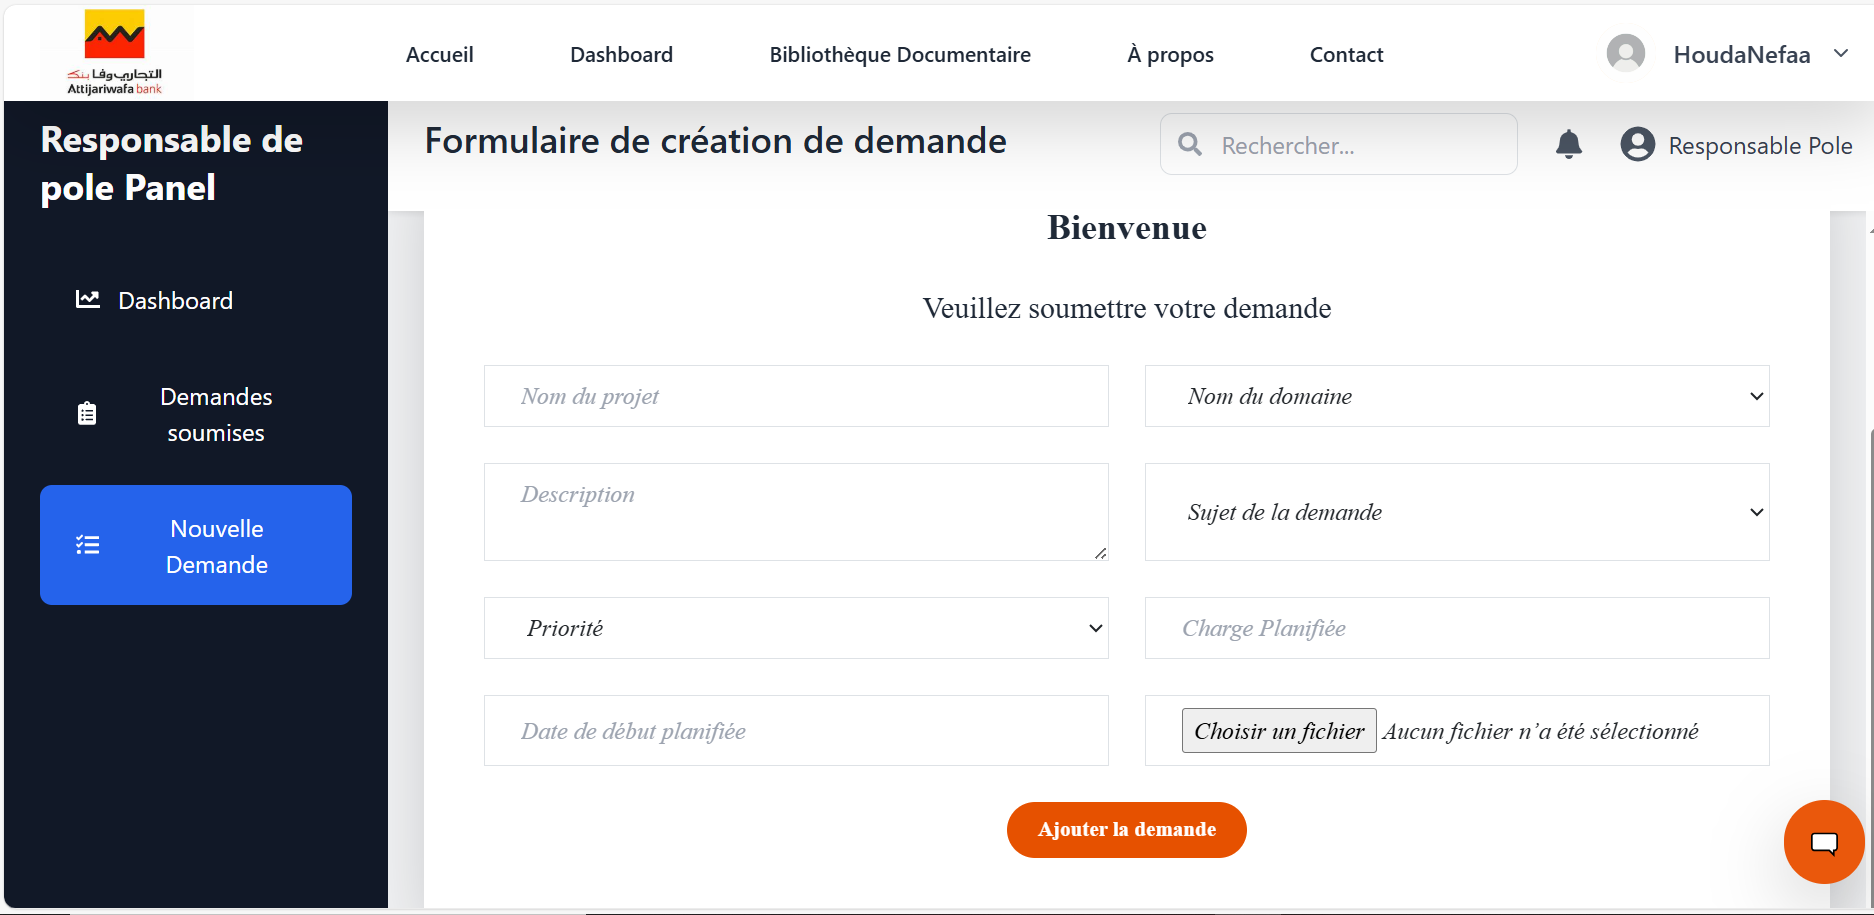 التجاري وفا بنك
Attijariwafa bank
Accueil
Dashboard
Bibliothèque Documentaire
À propos
Contact
HoudaNefaa
Responsable de
pole Panel
Dashboard
Demandes
soumises
Nouvelle
Demande
Formulaire de création de demande
Rechercher...
Responsable Pole
Bienvenue
Veuillez soumettre votre demande
Nom du projet
Nom du domaine
Description
Sujet de la demande
Priorité
Charge Planifiée
Date de début planifiée
Choisir un fichier Aucun fichier n’a été sélectionné
Ajouter la demande